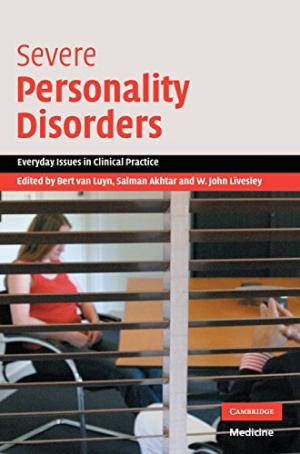 Severe
Personality
Disorders
Everyday Issues in Clinical Practice
Edited by Bert van Luyn, Salman Akhtar and W. John Livesley
CAMBRIDGE
Medicine